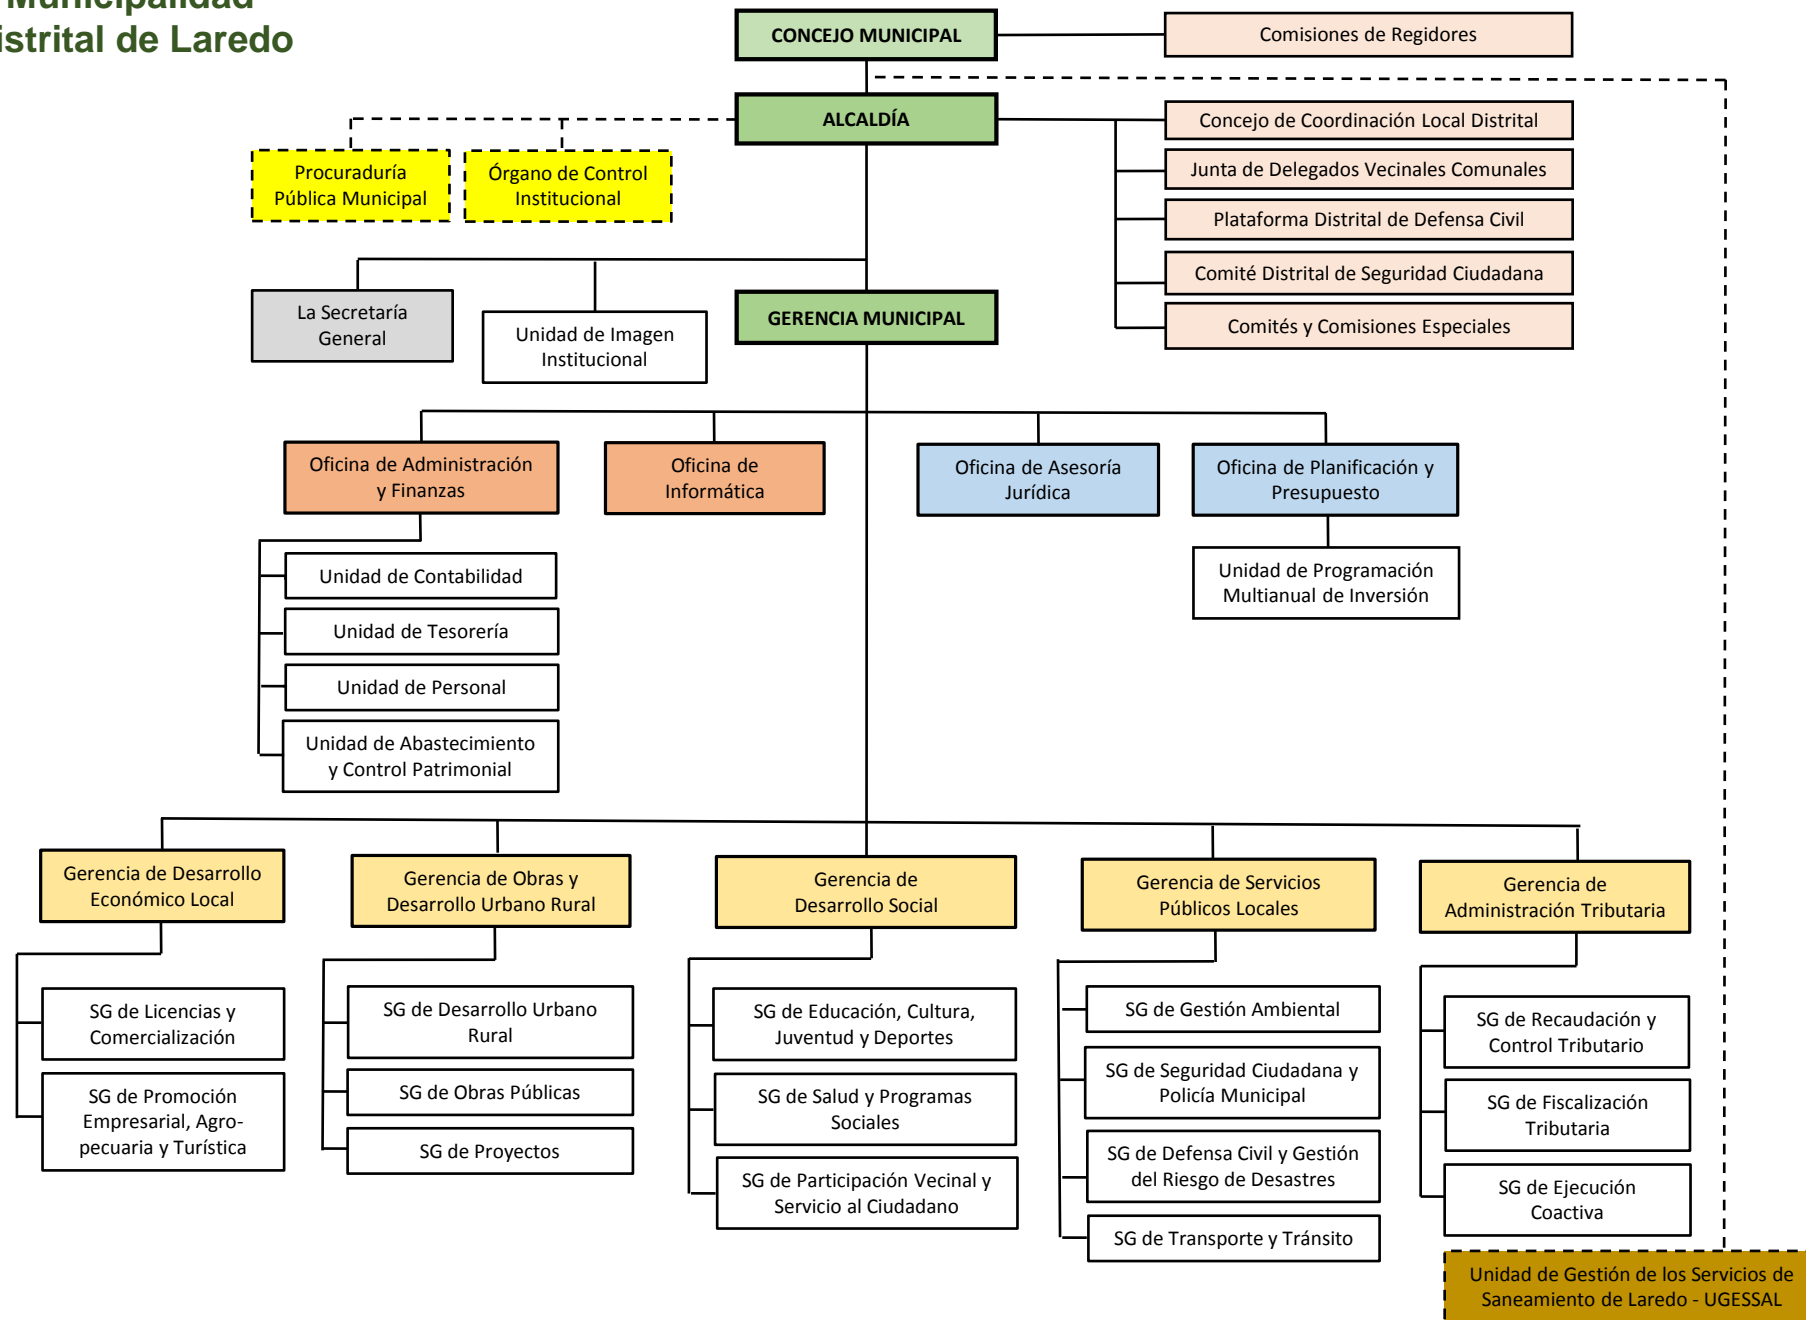 Municipalidad
istrital de Laredo
CONCEJO MUNICIPAL
Comisiones de Regidores
ALCALDÍA
Concejo de Coordinación Local Distrital
Junta de Delegados Vecinales Comunales
Plataforma Distrital de Defensa Civil
Comité Distrital de Seguridad Ciudadana
Comités y Comisiones Especiales
Procuraduría
Pública Municipal
Órgano de Control
Institucional
La Secretaría
General
Unidad de Imagen
Institucional
GERENCIA MUNICIPAL
Oficina de Administración
y Finanzas
Oficina de
Informática
Oficina de Asesoría
Jurídica
Oficina de Planificación y
Presupuesto
Unidad de Contabilidad
Unidad de Tesorería
Unidad de Personal
Unidad de Abastecimiento
y Control Patrimonial
Unidad de Programación
Multianual de Inversión
Gerencia de Desarrollo
Económico Local
Gerencia de Obras y
Desarrollo Urbano Rural
Gerencia de
Desarrollo Social
Gerencia de Servicios
Públicos Locales
Gerencia de
Administración Tributaria
SG de Licencias y
Comercialización
SG de Promoción
Empresarial, Agro-
pecuaria y Turística
SG de Desarrollo Urbano
Rural
SG de Obras Públicas
SG de Proyectos
SG de Educación, Cultura,
Juventud y Deportes
SG de Salud y Programas
Sociales
SG de Participación Vecinal y
Servicio al Ciudadano
SG de Gestión Ambiental
SG de Seguridad Ciudadana y
Policía Municipal
SG de Defensa Civil y Gestión
del Riesgo de Desastres
SG de Transporte y Tránsito
SG de Recaudación y
Control Tributario
SG de Fiscalización
Tributaria
SG de Ejecución
Coactiva
Unidad de Gestión de los Servicios de
Saneamiento de Laredo - UGESSAL